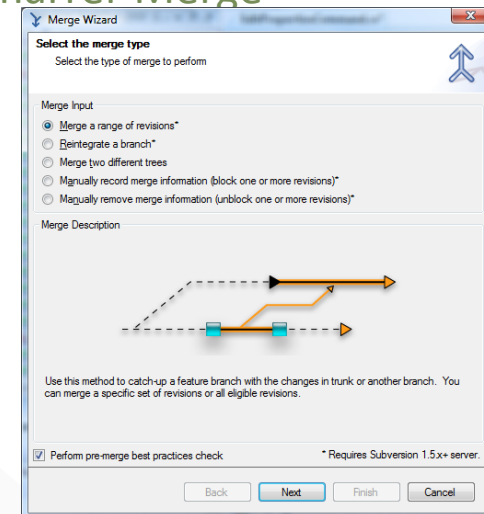 Merge
Merge Wizard
Select the merge type
Select the type of merge to perform
Merge Input
Merge a range of revisions*
Reintegrate a branch*
Merge two different trees
Manually record merge information (block one or more revisions)*
Manually remove merge information (unblock one or more revisions)*
Merge Description
Use this method to catch-up a feature branch with the changes in trunk or another branch. You
can merge a specific set of revisions or all eligible revisions.
Perform pre-merge best practices check
* Requires Subversion 1.5.x+ server.
Back
Next
Finish
Cancel